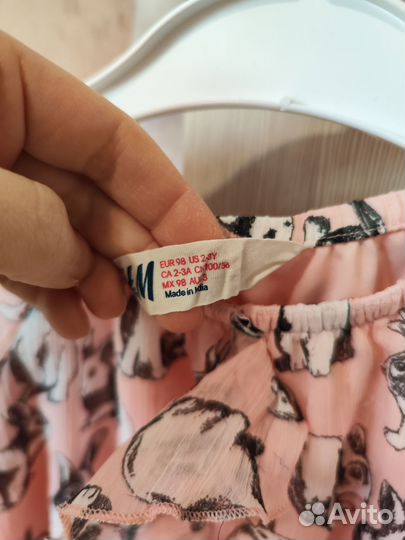 EUR 98 US 2-3Y
CA 2-3A CN 100/56
MX 98 AU 3
Made in India
Avito